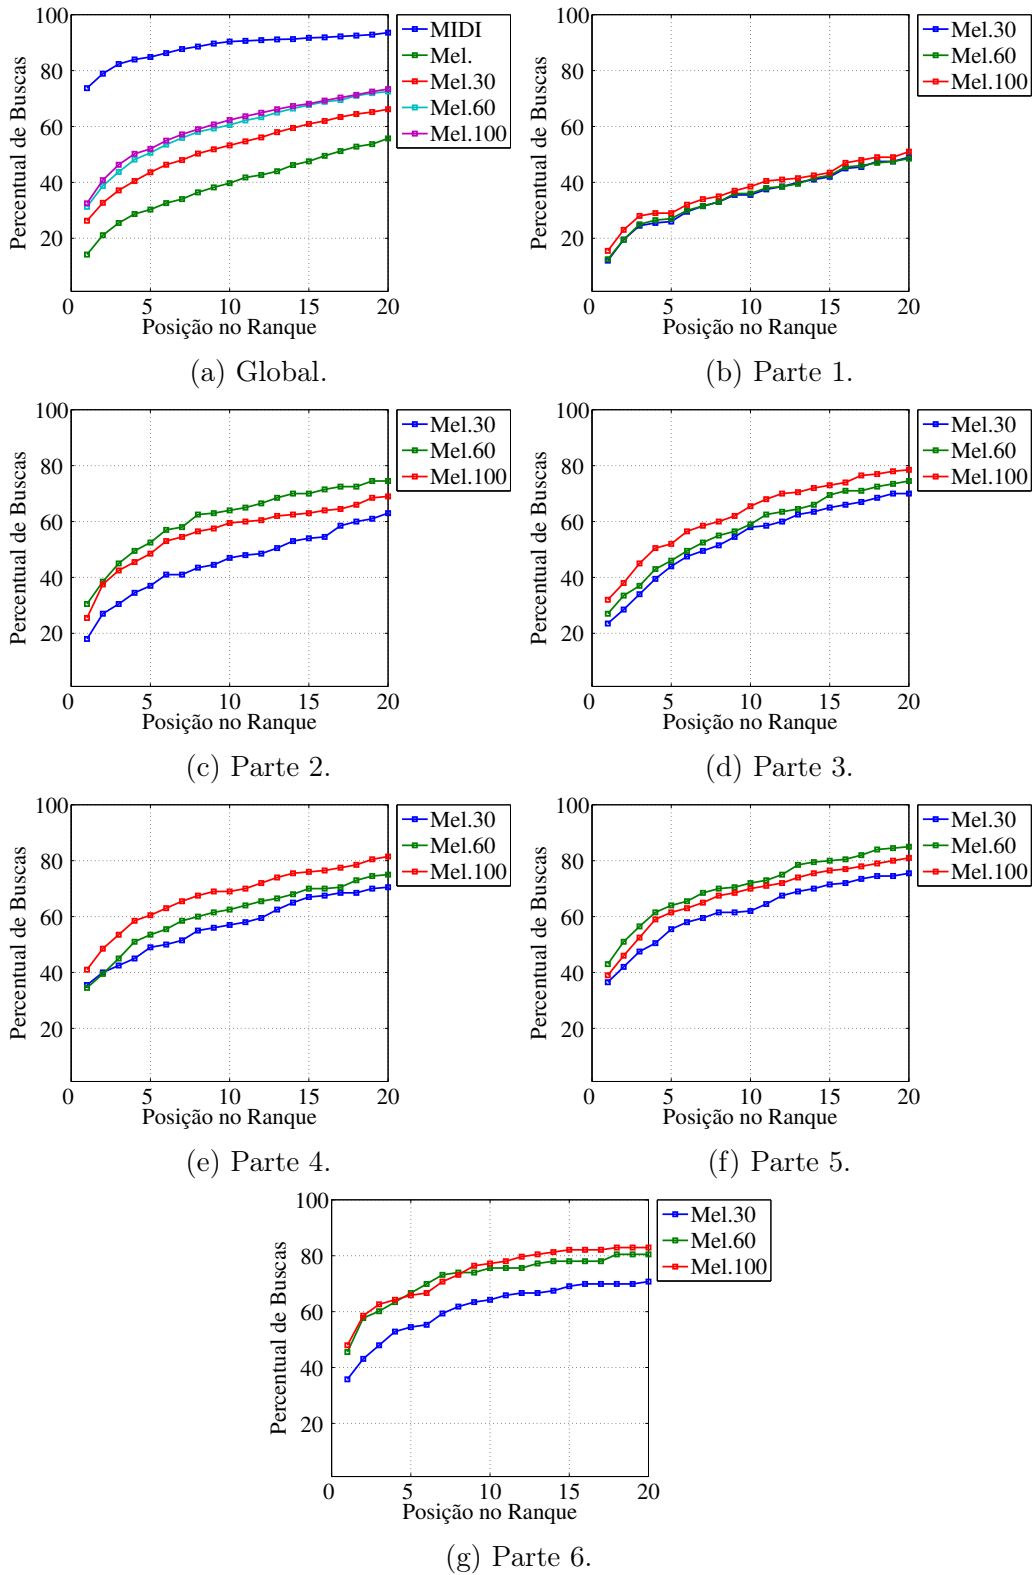 100
80
60
40
20
0
5
10
15
20
Percentual de Buscas
Posição no Ranque
MIDI
Mel.
Mel.30
Mel.60
Mel.100
(a) Global.
100
80
60
40
20
0
5
10
15
20
Percentual de Buscas
Posição no Ranque
Mel.30
Mel.60
Mel.100
(b) Parte 1.
100
80
60
40
20
0
5
10
15
20
Percentual de Buscas
Posição no Ranque
Mel.30
Mel.60
Mel.100
(c) Parte 2.
100
80
60
40
20
0
5
10
15
20
Percentual de Buscas
Posição no Ranque
Mel.30
Mel.60
Mel.100
(d) Parte 3.
100
80
60
40
20
0
5
10
15
20
Percentual de Buscas
Posição no Ranque
Mel.30
Mel.60
Mel.100
(e) Parte 4.
100
80
60
40
20
0
5
10
15
20
Percentual de Buscas
Posição no Ranque
Mel.30
Mel.60
Mel.100
(f) Parte 5.
100
80
60
40
20
0
5
10
15
20
Percentual de Buscas
Posição no Ranque
Mel.30
Mel.60
Mel.100
(g) Parte 6.